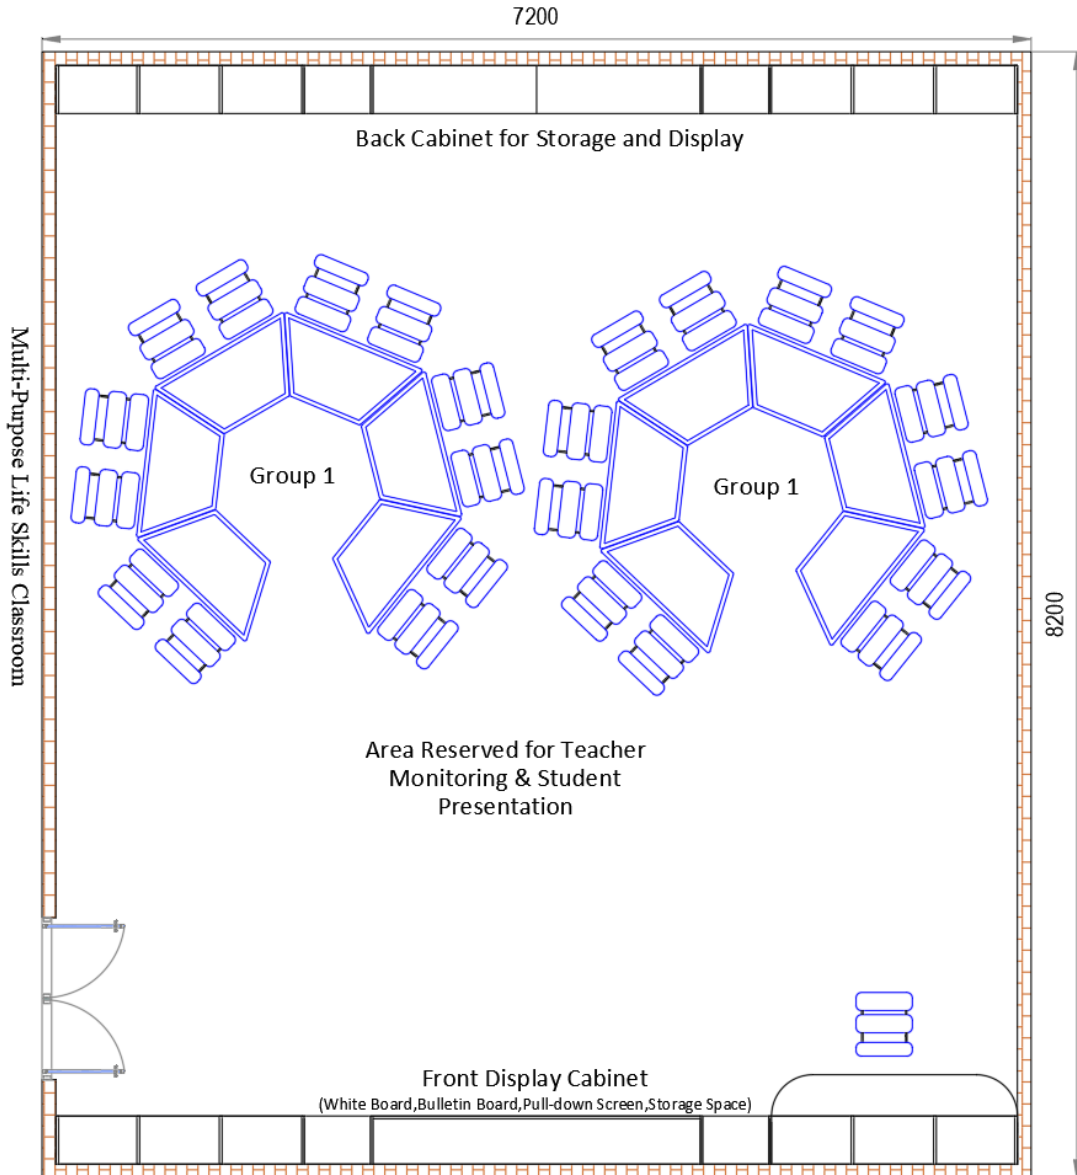 7200
Back Cabinet for Storage and Display
Multi-Purpose Life Skills Classroom
Group 1
Group 1
8200
Area Reserved for Teacher
Monitoring & Student
Presentation
Front Display Cabinet
(White Board,Bulletin Board,Pull-down Screen,Storage Space)